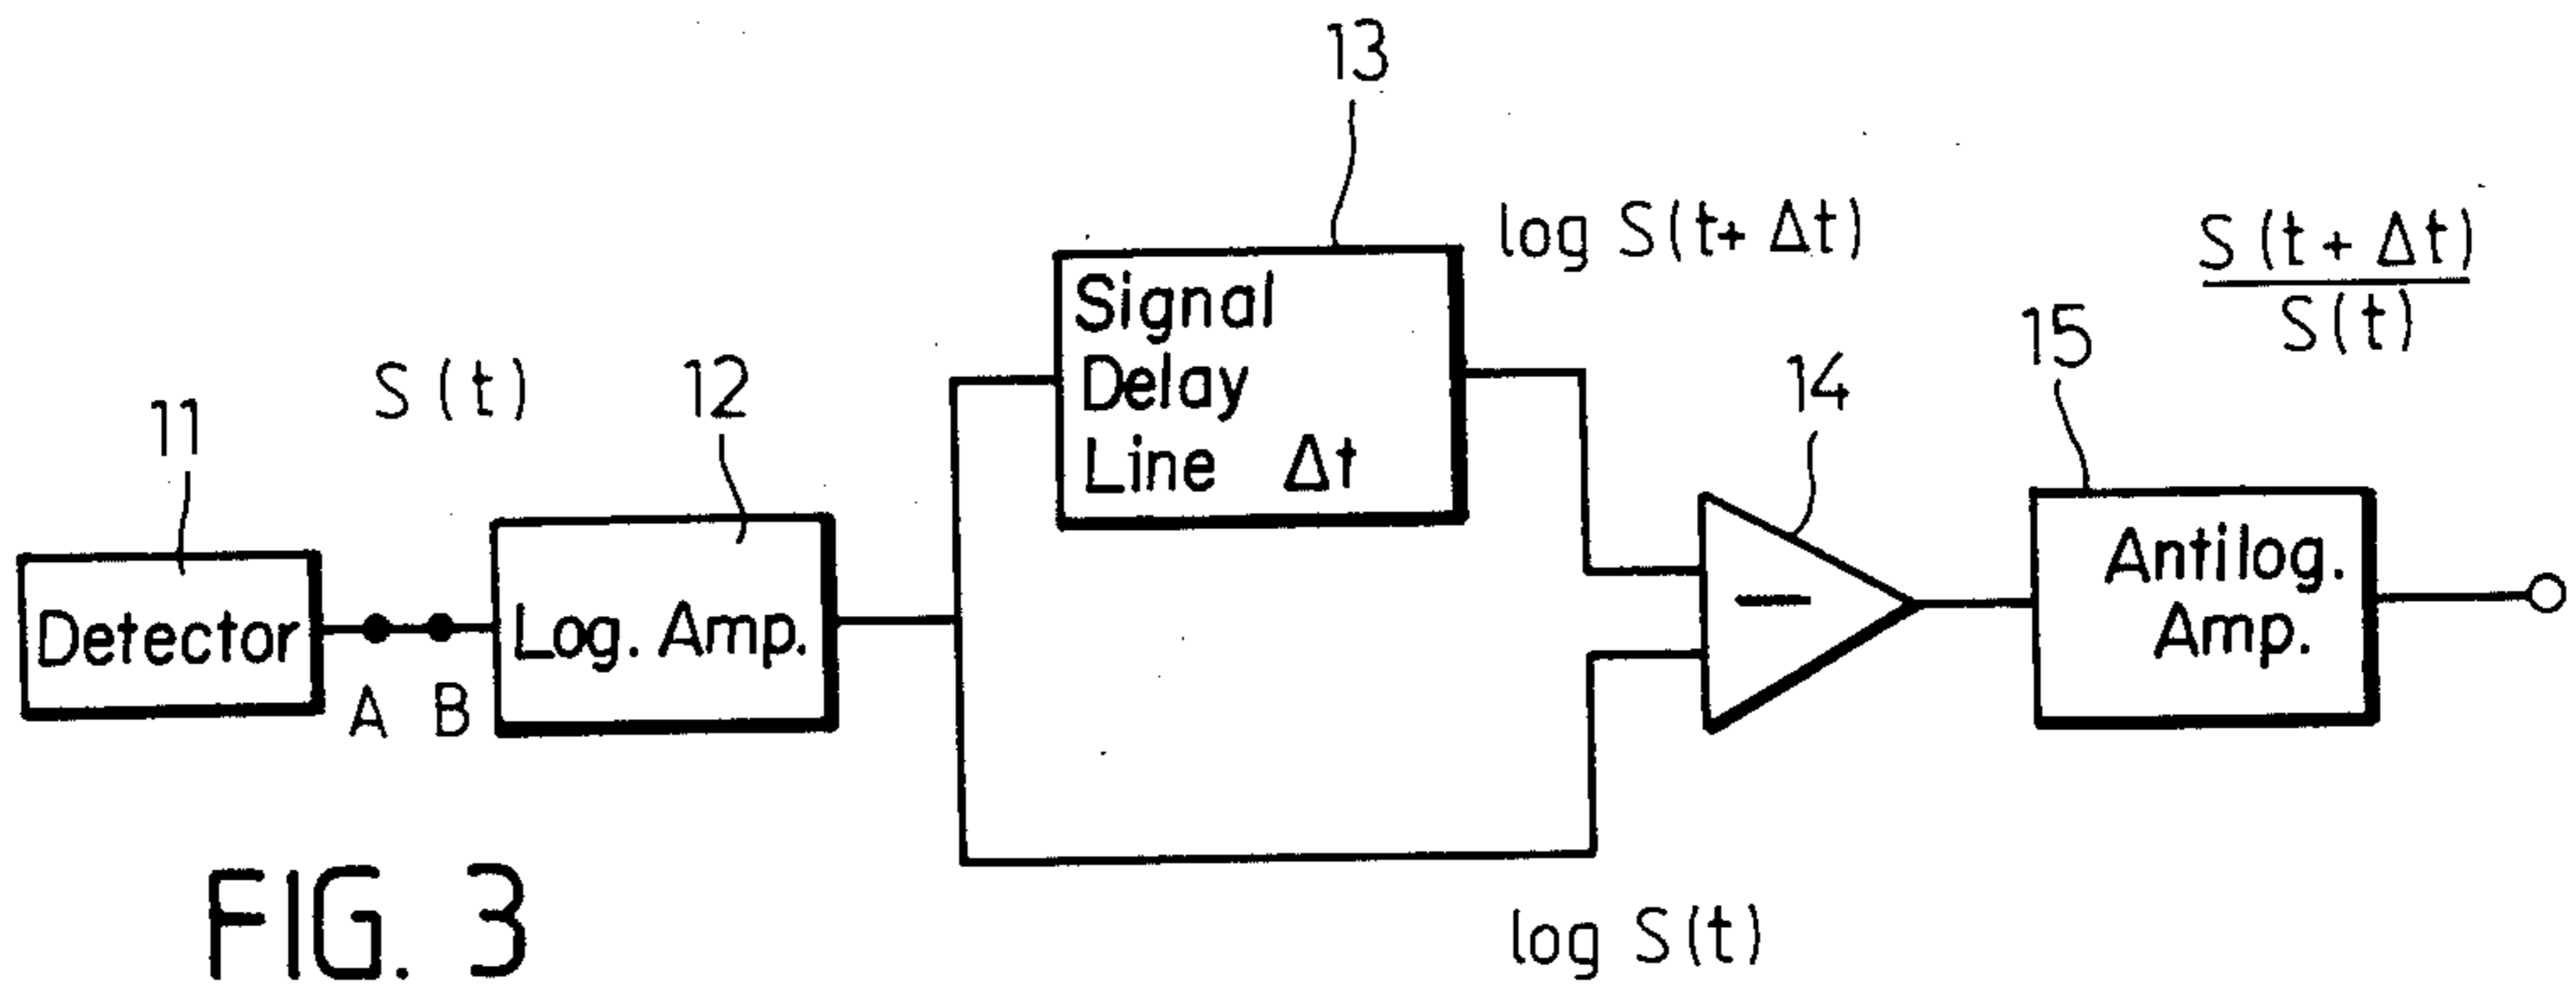 13
log S(t+ Δt)
S(t + Δt)
S(t)
15
14
S(t)
12
11
Signal
Delay
Line Δt
Detector
A
B
Log. Amp.
—
Antilog.
Amp.
log S(t)
FIG. 3